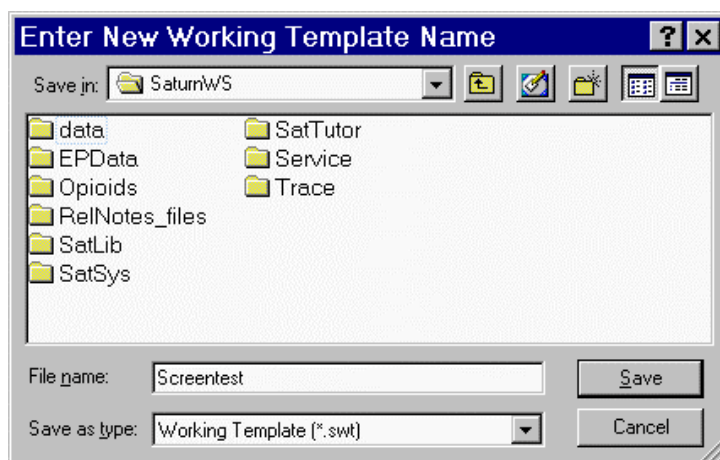 Enter New Working Template Name
Save in: SaturnWS
data
EPData
Opioids
RelNotes_files
SatLib
SatSys
SatTutor
Service
Trace
File name: Screentest Save
Save as type: Working Template (*.swt) Cancel